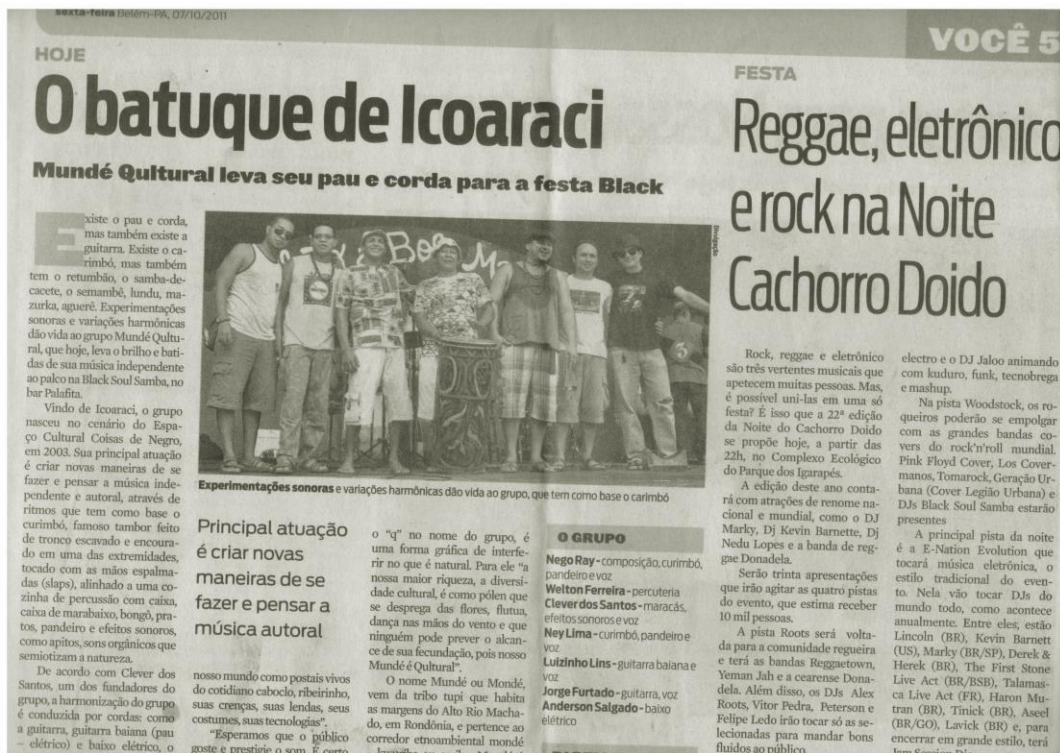 sexta-feira Belém-PA, 07/10/2011
VOCÊ 5
HOJE
O batuque de Icoaraci
Mundé Qultural leva seu pau e corda para a festa Black
Existe o pau e corda,
mas também existe a
guitarra. Existe o ca-
rimbó, mas também
tem o retumbão, o samba-de-
cacete, o semambê, lundu, ma-
zurka, aguerê. Experimentações
sonoras e variações harmônicas
dão vida ao grupo Mundé Qultu-
ral, que hoje, leva o brilho e bati-
das de sua música independente
ao palco na Black Soul Samba, no
bar Palafita.
Vindo de Icoaraci, o grupo
nasceu no cenário do Espa-
ço Cultural Coisas de Negro,
em 2003. Sua principal atuação
é criar novas maneiras de se
fazer e pensar a música inde-
pendente e autoral, através de
ritmos que tem como base o
curimbó, famoso tambor feito
de tronco escavado e encoura-
do em uma das extremidades,
tocado com as mãos espalma-
das (slaps), alinhado a uma co-
zinha de percussão com caixa,
caixa de marabaixo, bongô, pra-
tos, pandeiro e efeitos sonoros,
como apitos, sons orgânicos que
semiotizam a natureza.
De acordo com Clever dos
Santos, um dos fundadores do
grupo, a harmonização do grupo
é conduzida por cordas: como
a guitarra, guitarra baiana (pau
– elétrico) e baixo elétrico, o
Divulgação
Experimentações sonoras e variações harmônicas dão vida ao grupo, que tem como base o carimbó
Principal atuação
é criar novas
maneiras de se
fazer e pensar a
música autoral
nosso mundo como postais vivos
do cotidiano caboclo, ribeirinho,
suas crenças, suas lendas, seus
costumes, suas tecnologias".
"Esperamos que o público
goste e prestigie o som. É certo
o "q" no nome do grupo, é
uma forma gráfica de interfe-
rir no que é natural. Para ele "a
nossa maior riqueza, a diversi-
dade cultural, é como pólen que
se desprega das flores, flutua,
dança nas mãos do vento e que
ninguém pode prever o alcan-
ce de sua fecundação, pois nosso
Mundé é Qultural".
O nome Mundé ou Mondé,
vem da tribo tupi que habita
as margens do Alto Rio Macha-
do, em Rondônia, e pertence ao
corredor etnoambiental mondé
O GRUPO
Nego Ray – composição, curimbó,
pandeiro e voz
Welton Ferreira – percuteria
Clever dos Santos – maracás,
efeitos sonoros e voz
Ney Lima – curimbó, pandeiro e
voz
Luizinho Lins – guitarra baiana e
voz
Jorge Furtado – guitarra, voz
Anderson Salgado – baixo
elétrico
FESTA
Reggae, eletrônico
e rock na Noite
Cachorro Doido
Rock, reggae e eletrônico
são três vertentes musicais que
apetecem muitas pessoas. Mas,
é possível uni-las em uma só
festa? É isso que a 22ª edição
da Noite do Cachorro Doido
se propõe hoje, a partir das
22h, no Complexo Ecológico
do Parque dos Igarapés.
A edição deste ano conta-
rá com atrações de renome na-
cional e mundial, como o DJ
Marky, Dj Kevin Barnette, Dj
Nedu Lopes e a banda de reg-
gae Donadela.
Serão trinta apresentações
que irão agitar as quatro pistas
do evento, que estima receber
10 mil pessoas.
A pista Roots será volta-
da para a comunidade regueira
e terá as bandas Reggaetown,
Yeman Jah e a cearense Dona-
dela. Além disso, os DJs Alex
Roots, Vitor Pedra, Peterson e
Felipe Ledo irão tocar só as se-
lecionadas para mandar bons
fluídos ao público.
electro e o DJ Jaloo animando
com kuduro, funk, tecnobrega
e mashup.
Na pista Woodstock, os ro-
queiros poderão se empolgar
com as grandes bandas co-
vers do rock'n'roll mundial.
Pink Floyd Cover, Los Cover-
manos, Tomarock, Geração Ur-
bana (Cover Legião Urbana) e
DJs Black Soul Samba estarão
presentes
A principal pista da noite
é a E-Nation Evolution que
tocará música eletrônica, o
estilo tradicional do even-
to. Nela vão tocar DJs do
mundo todo, como acontece
anualmente. Entre eles, estão
Lincoln (BR), Kevin Barnett
(US), Marky (BR/SP), Derek &
Herek (BR), The First Stone
Live Act (BR/BSB), Talamas-
ca Live Act (FR), Haron Mu-
tran (BR), Tinick (BR), Aseel
(BR/GO), Lavick (BR) e, para
encerrar em grande estilo, terá